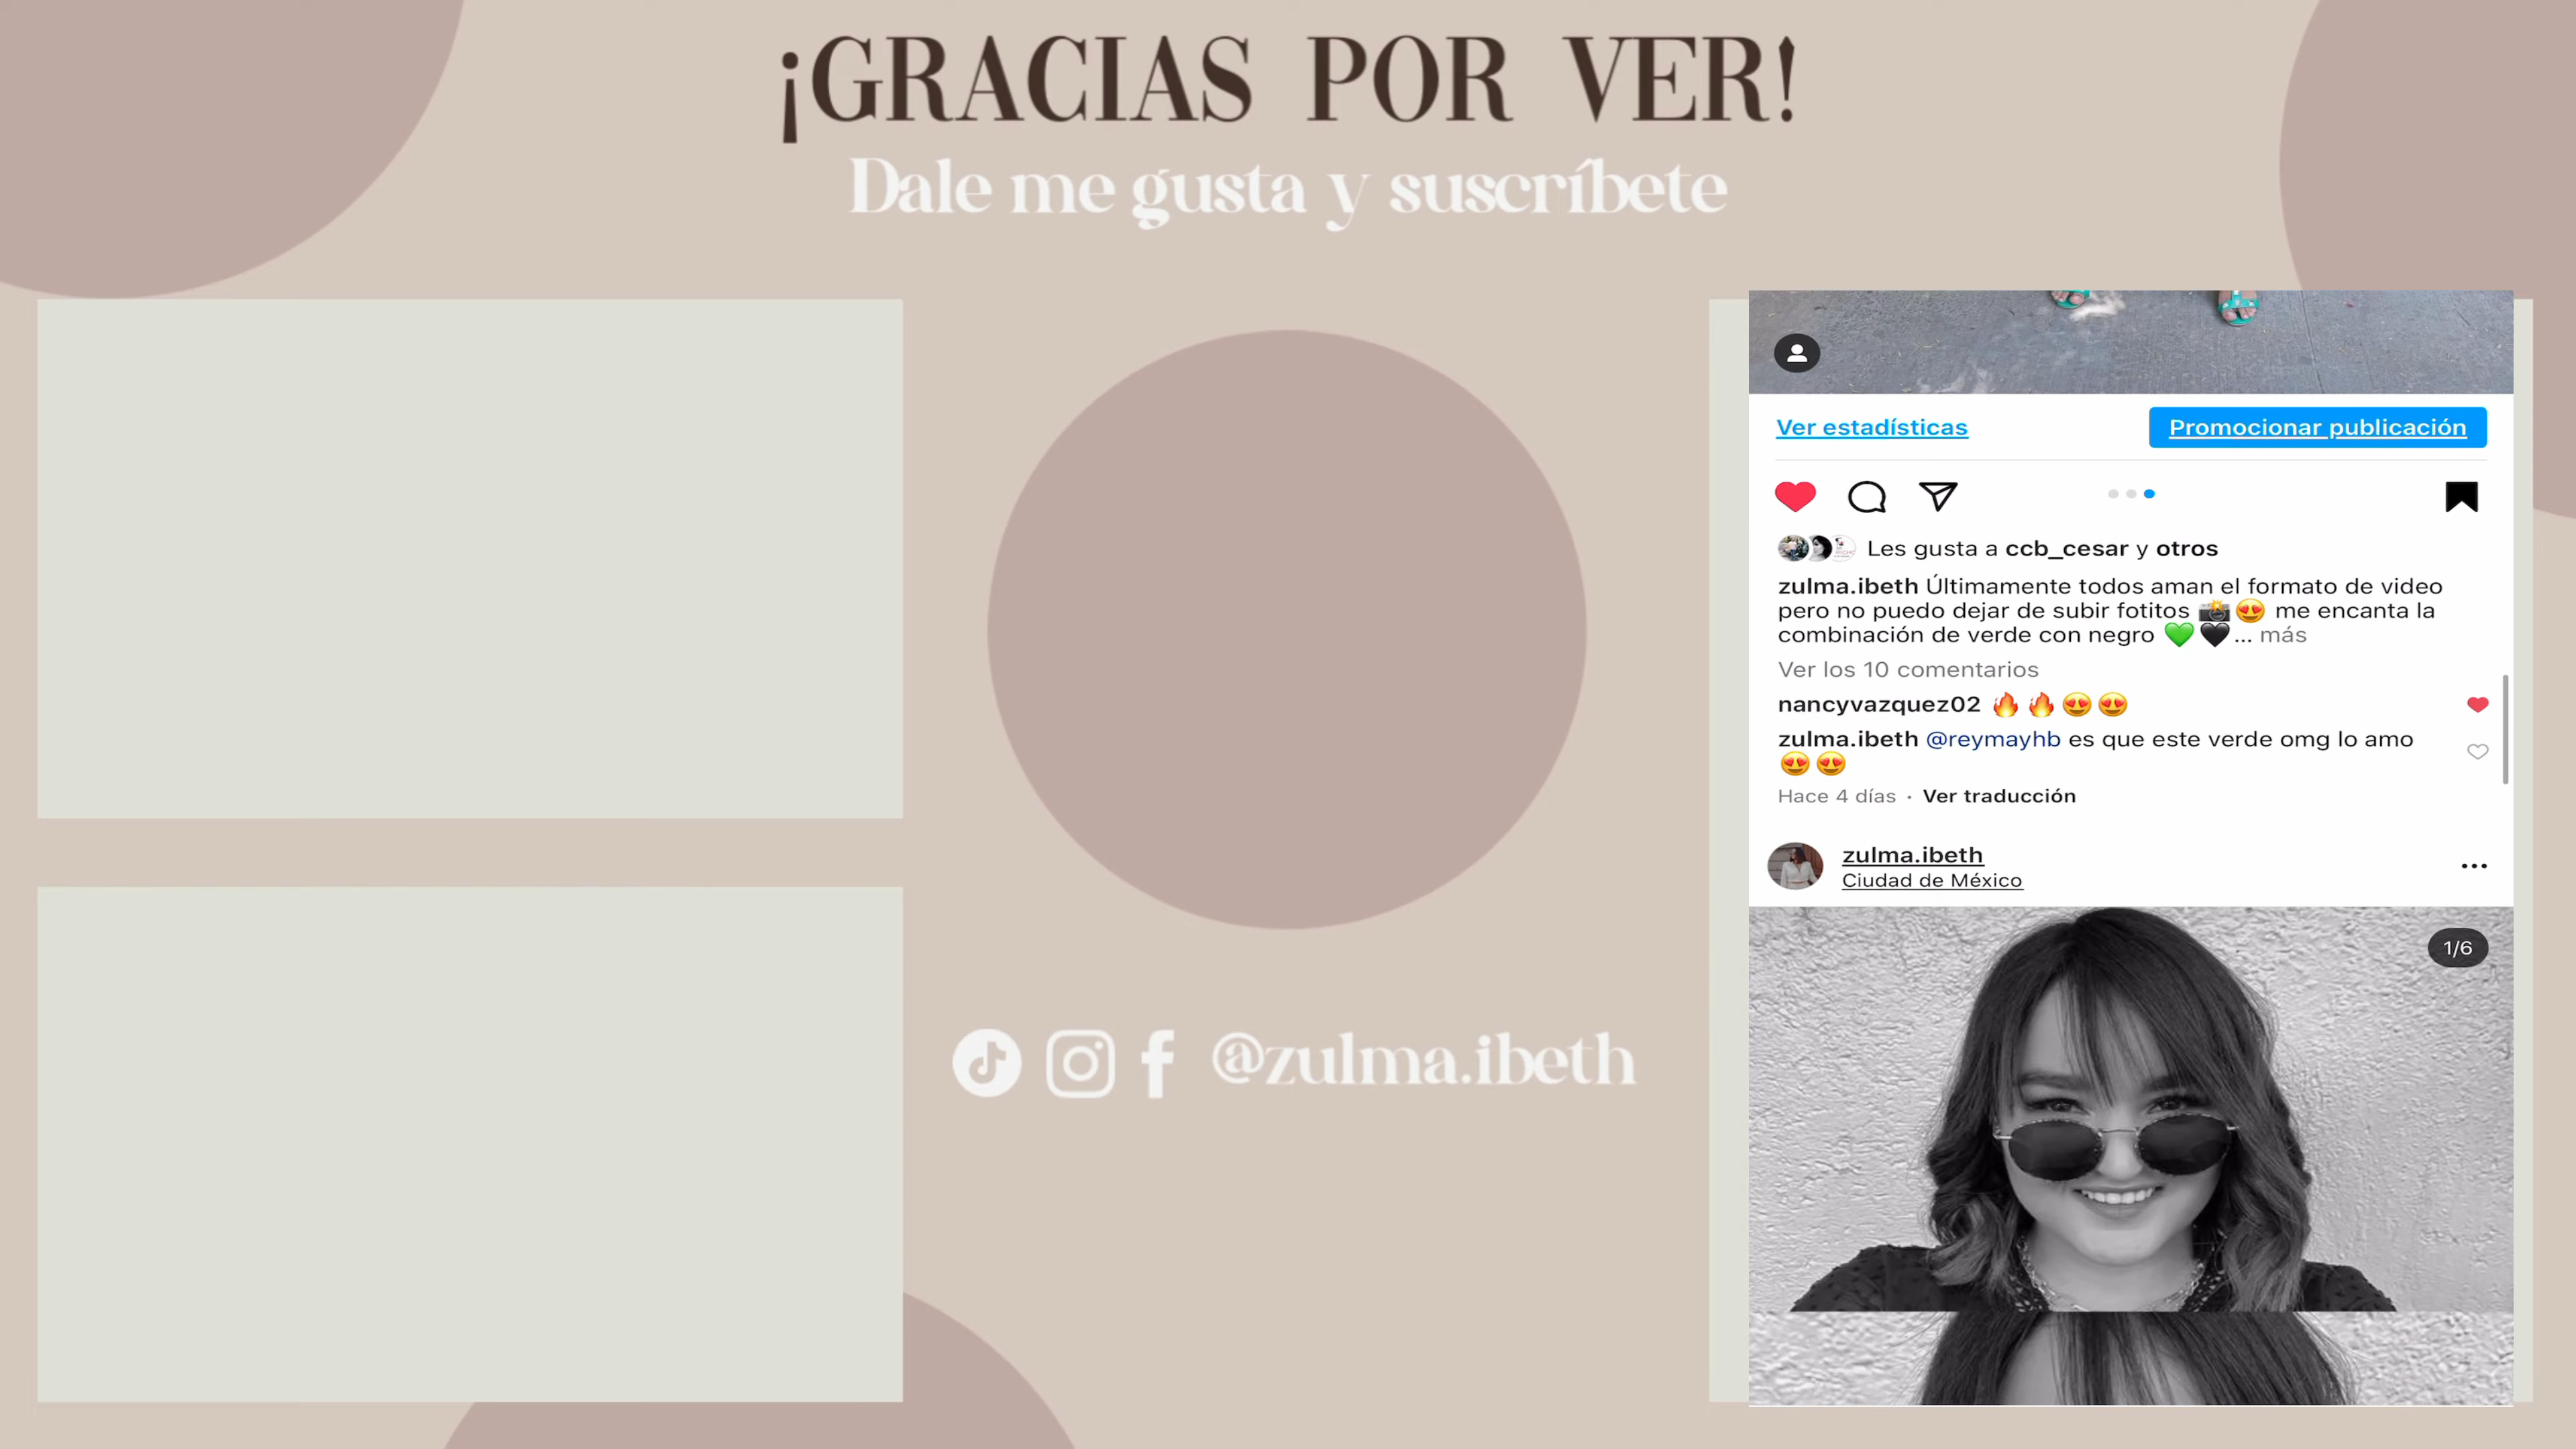 ¡GRACIAS POR VER!
Dale me gusta y suscríbete
@zulma.ibeth
Ver estadísticas
Promocionar publicación
Les gusta a ccb_cesar y otros
zulma.ibeth Últimamente todos aman el formato de video
pero no puedo dejar de subir fotitos 📸😍 me encanta la
combinación de verde con negro 💚🖤... más
Ver los 10 comentarios
nancyvazquez02 🔥🔥😍😍
zulma.ibeth @reymayhb es que este verde omg lo amo
😍😍
Hace 4 días · Ver traducción
zulma.ibeth
Ciudad de México
1/6